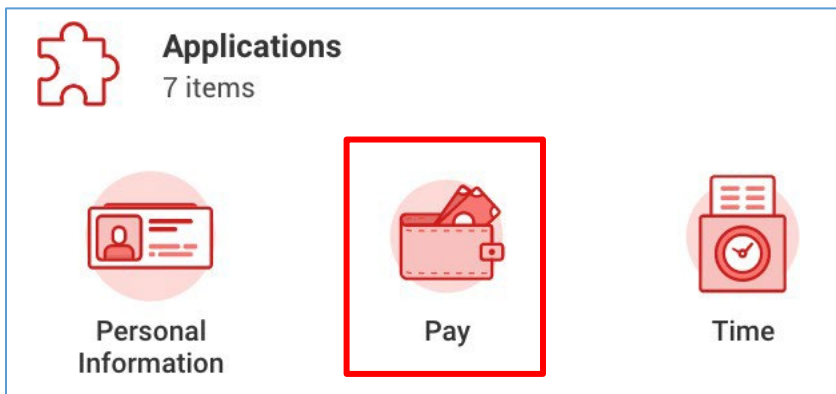 Applications
7 items
Personal
Information
Pay
Time